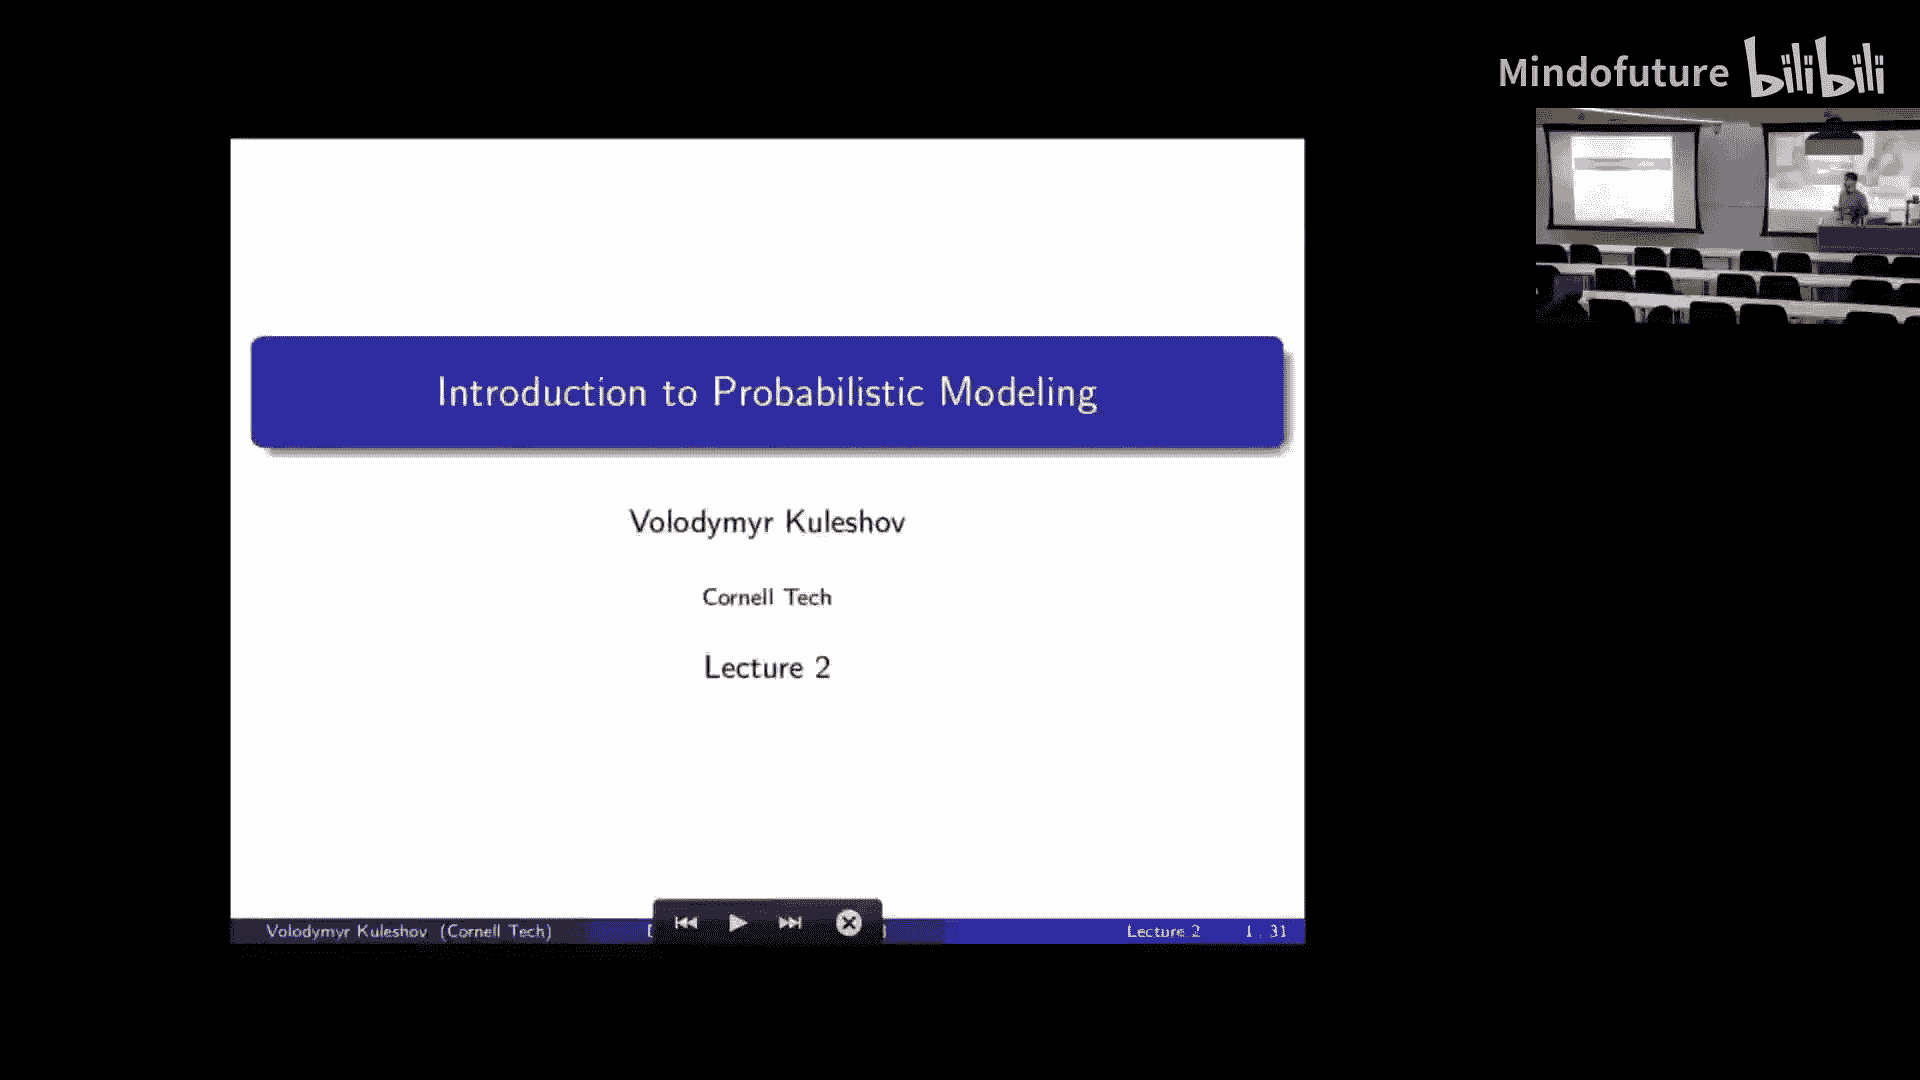 Mindofuture bilibili
Introduction to Probabilistic Modeling
Volodymyr Kuleshov
Cornell Tech
Lecture 2
Volodymyr Kuleshov (Cornell Tech)
Lecture 2
1
31